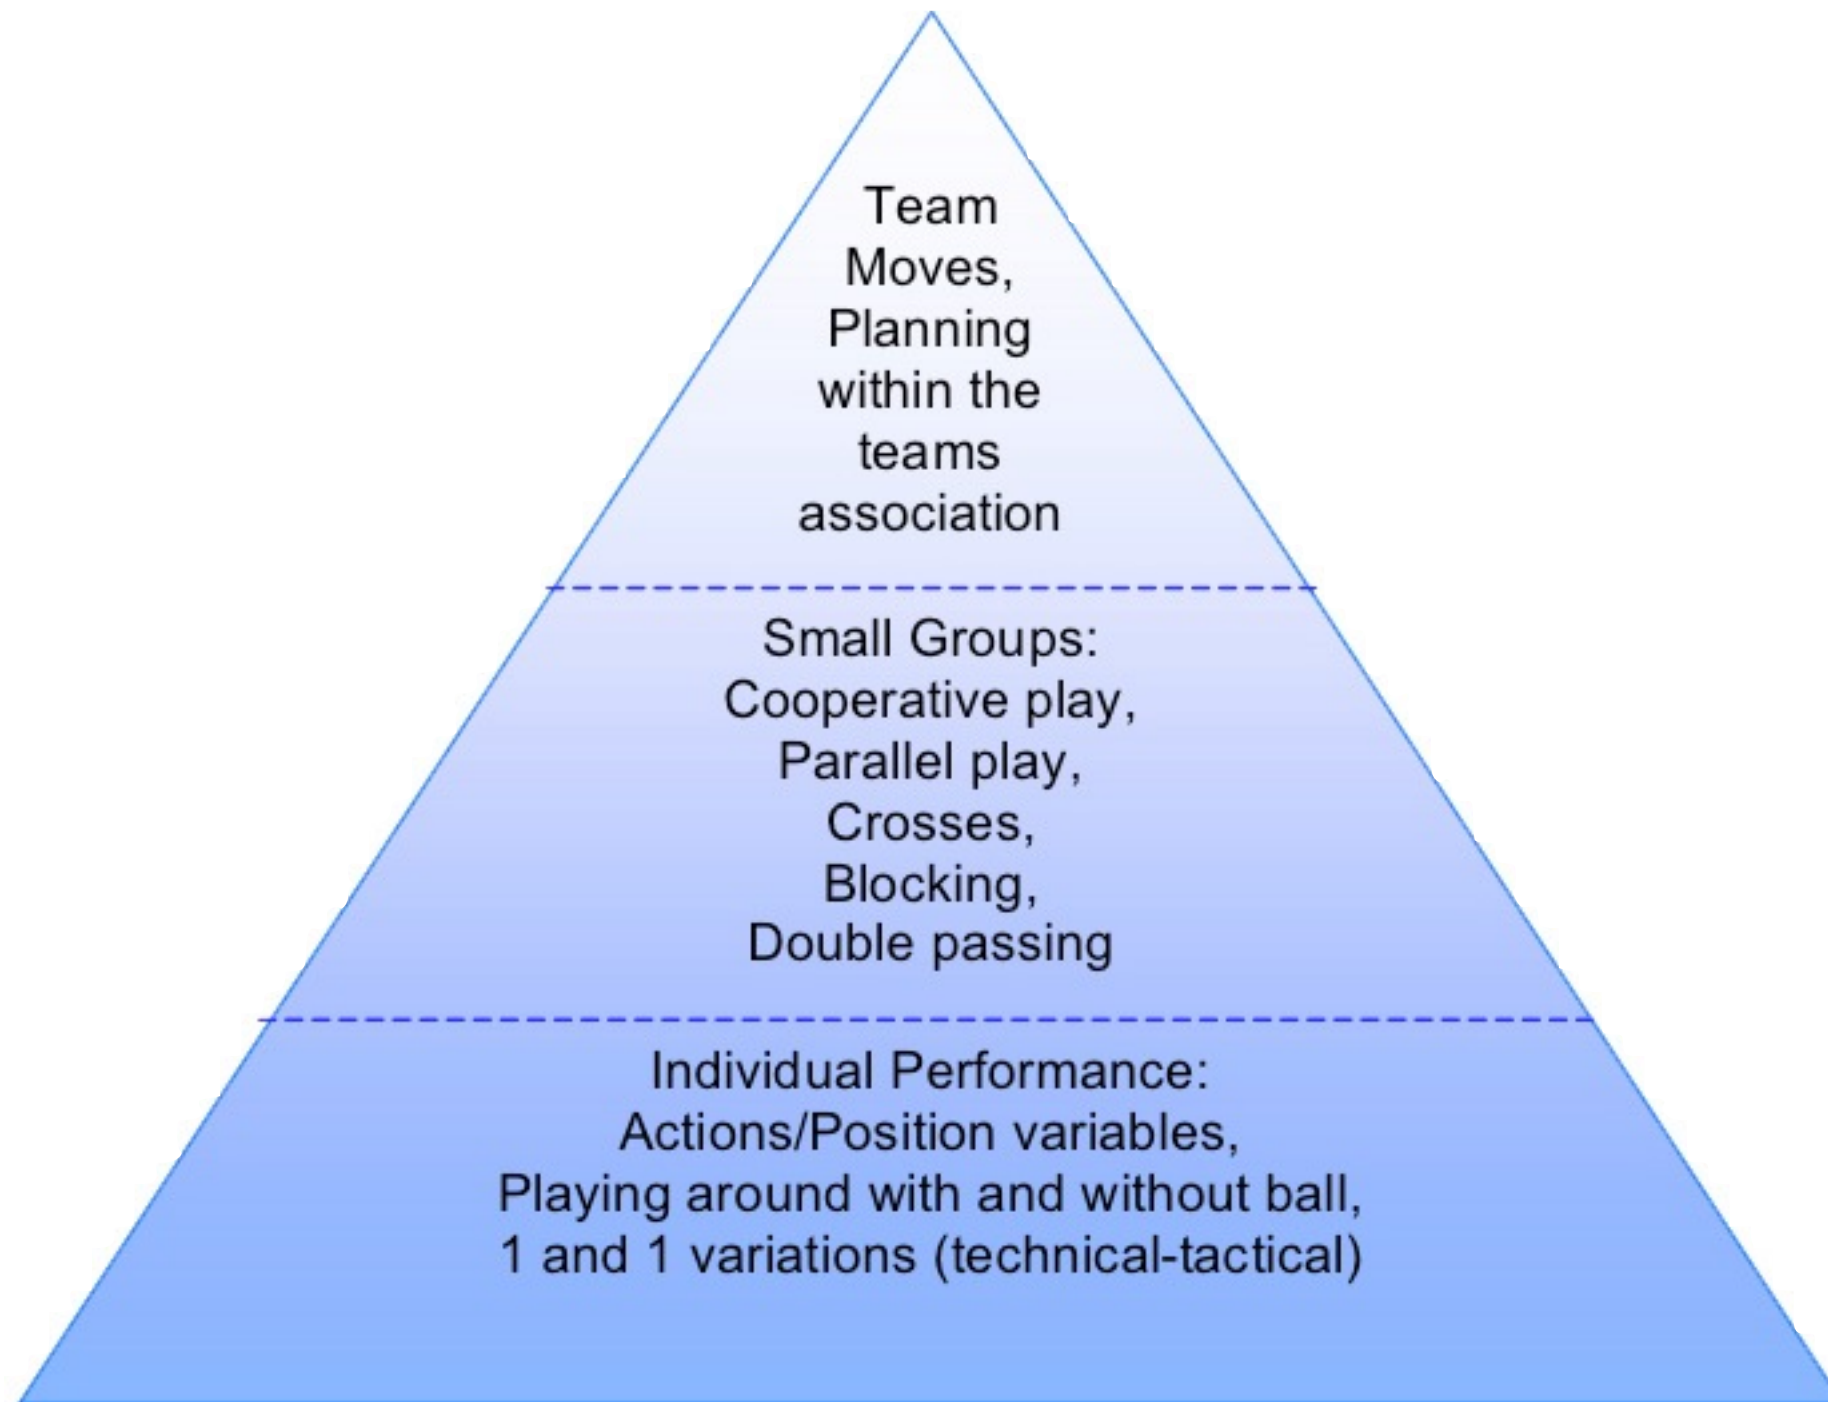 Team
Moves,
Planning
within the
teams
association
Small Groups:
Cooperative play,
Parallel play,
Crosses,
Blocking,
Double passing
Individual Performance:
Actions/Position variables,
Playing around with and without ball,
1 and 1 variations (technical-tactical)